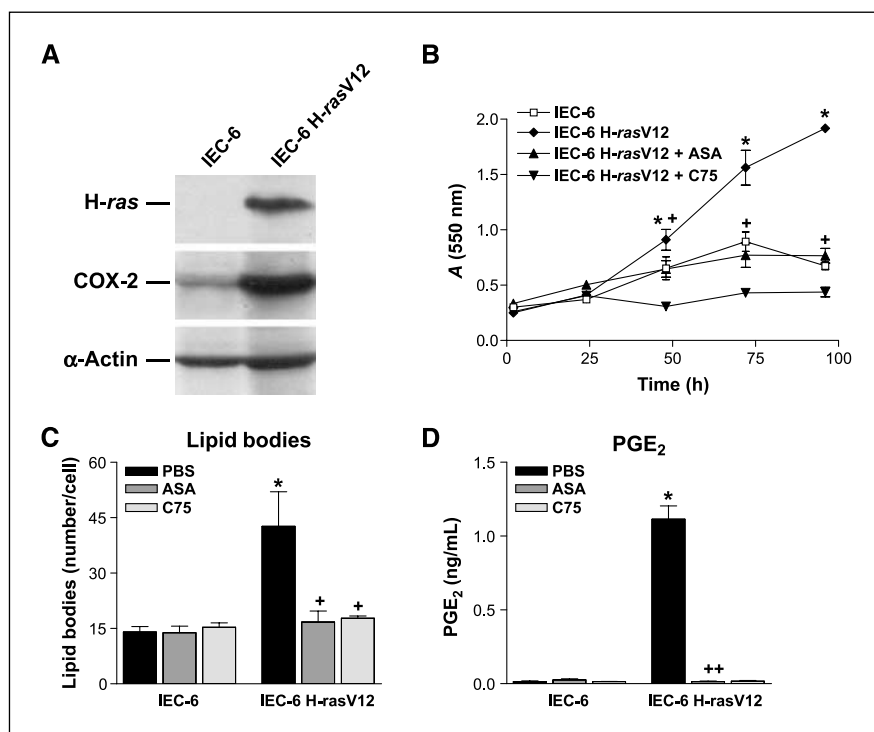 A
IEC-6
IEC-6 H-rasV12
H-ras
COX-2
α-Actin
B
IEC-6
IEC-6 H-rasV12
IEC-6 H-rasV12 + ASA
IEC-6 H-rasV12 + C75
A (550 nm)
2.0
1.5
1.0
0.5
0.0
*
*
* +
+
+
0 25 50 75 100
Time (h)
C
Lipid bodies
PBS
ASA
C75
Lipid bodies (number/cell)
60
45
30
15
0
*
+
+
IEC-6 IEC-6 H-rasV12
D
PGE₂
PBS
ASA
C75
PGE₂ (ng/mL)
1.5
1.0
0.5
0.0
*
++
IEC-6 IEC-6 H-rasV12